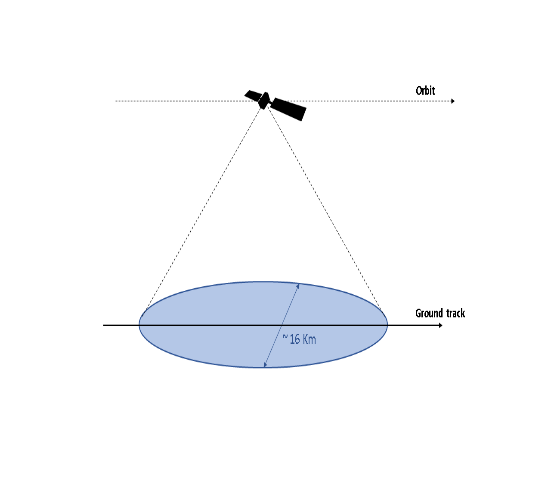 Orbit
Ground track
~ 16 Km